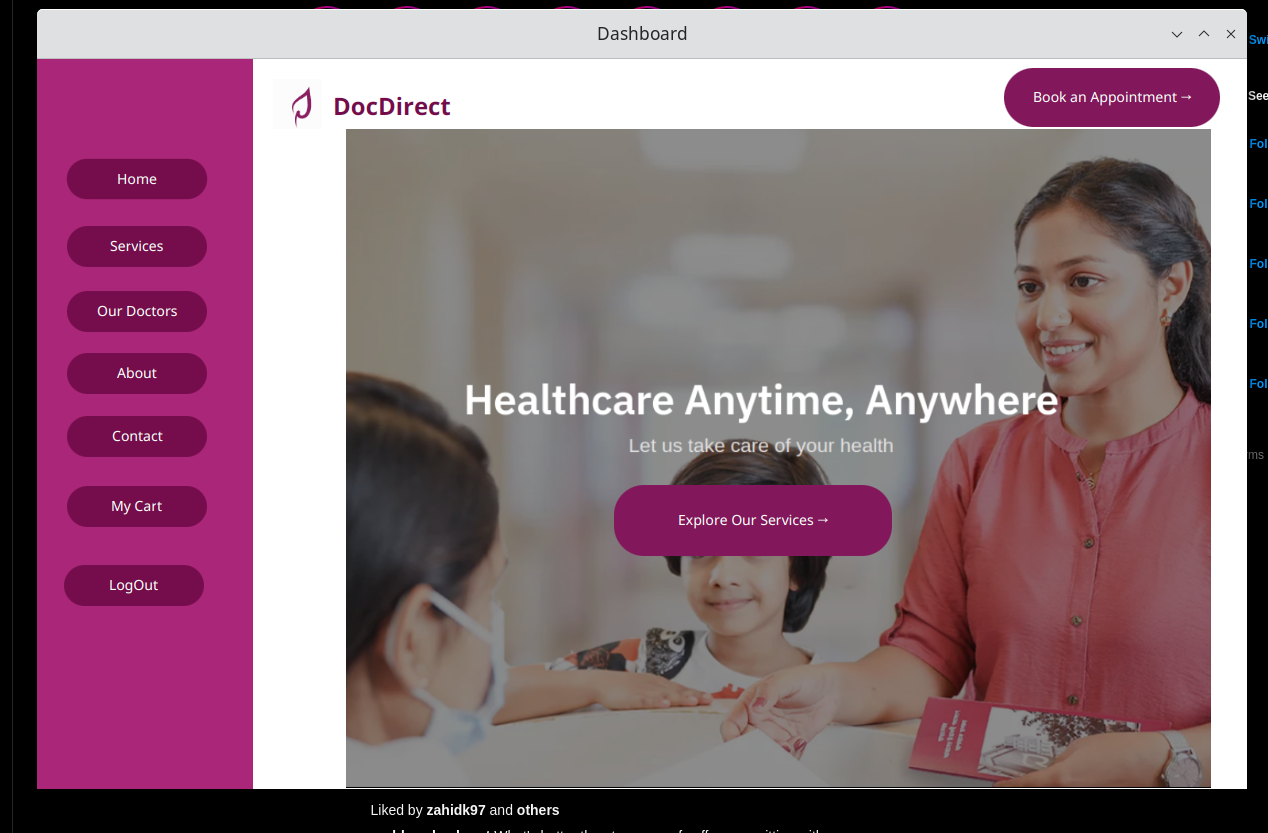 Dashboard
Swi
DocDirect
Book an Appointment →
See
Fol
Home
Fol
Services
Fol
Our Doctors
Fol
About
Fol
Healthcare Anytime, Anywhere
Contact
Let us take care of your health
ms
My Cart
Explore Our Services →
LogOut
Liked by zahidk97 and others